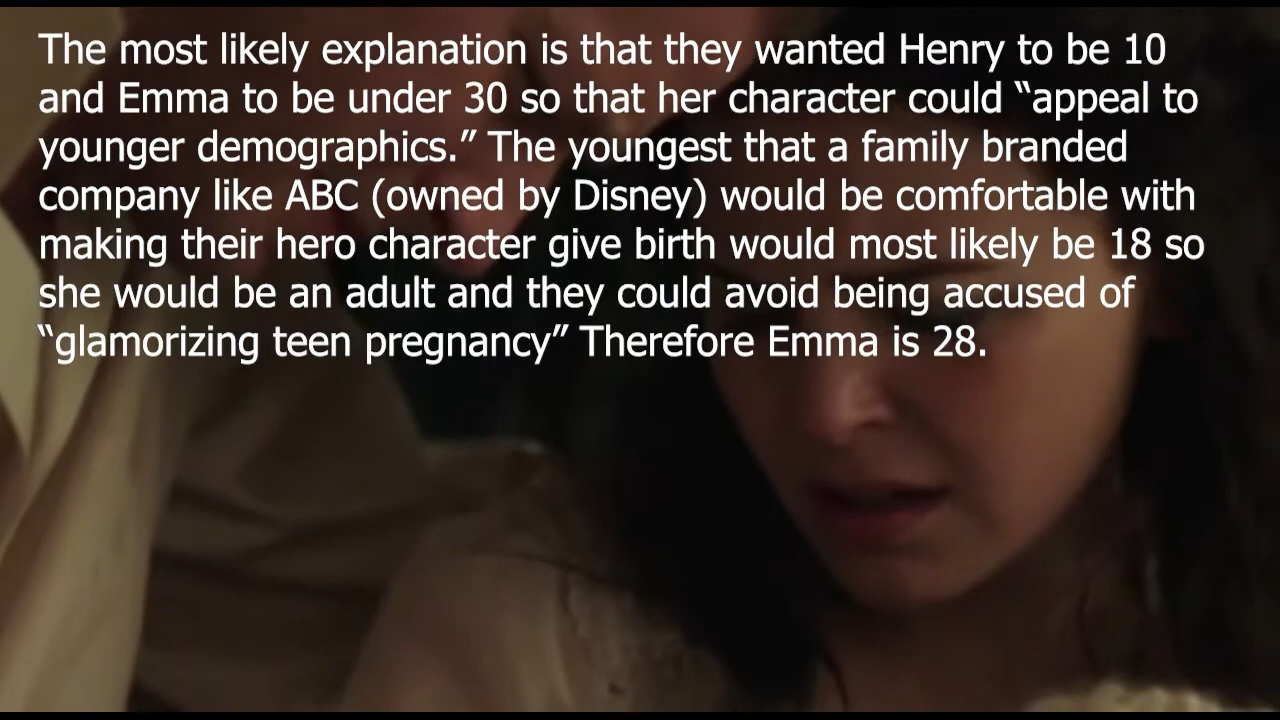 The most likely explanation is that they wanted Henry to be 10
and Emma to be under 30 so that her character could “appeal to
younger demographics.” The youngest that a family branded
company like ABC (owned by Disney) would be comfortable with
making their hero character give birth would most likely be 18 so
she would be an adult and they could avoid being accused of
“glamorizing teen pregnancy” Therefore Emma is 28.